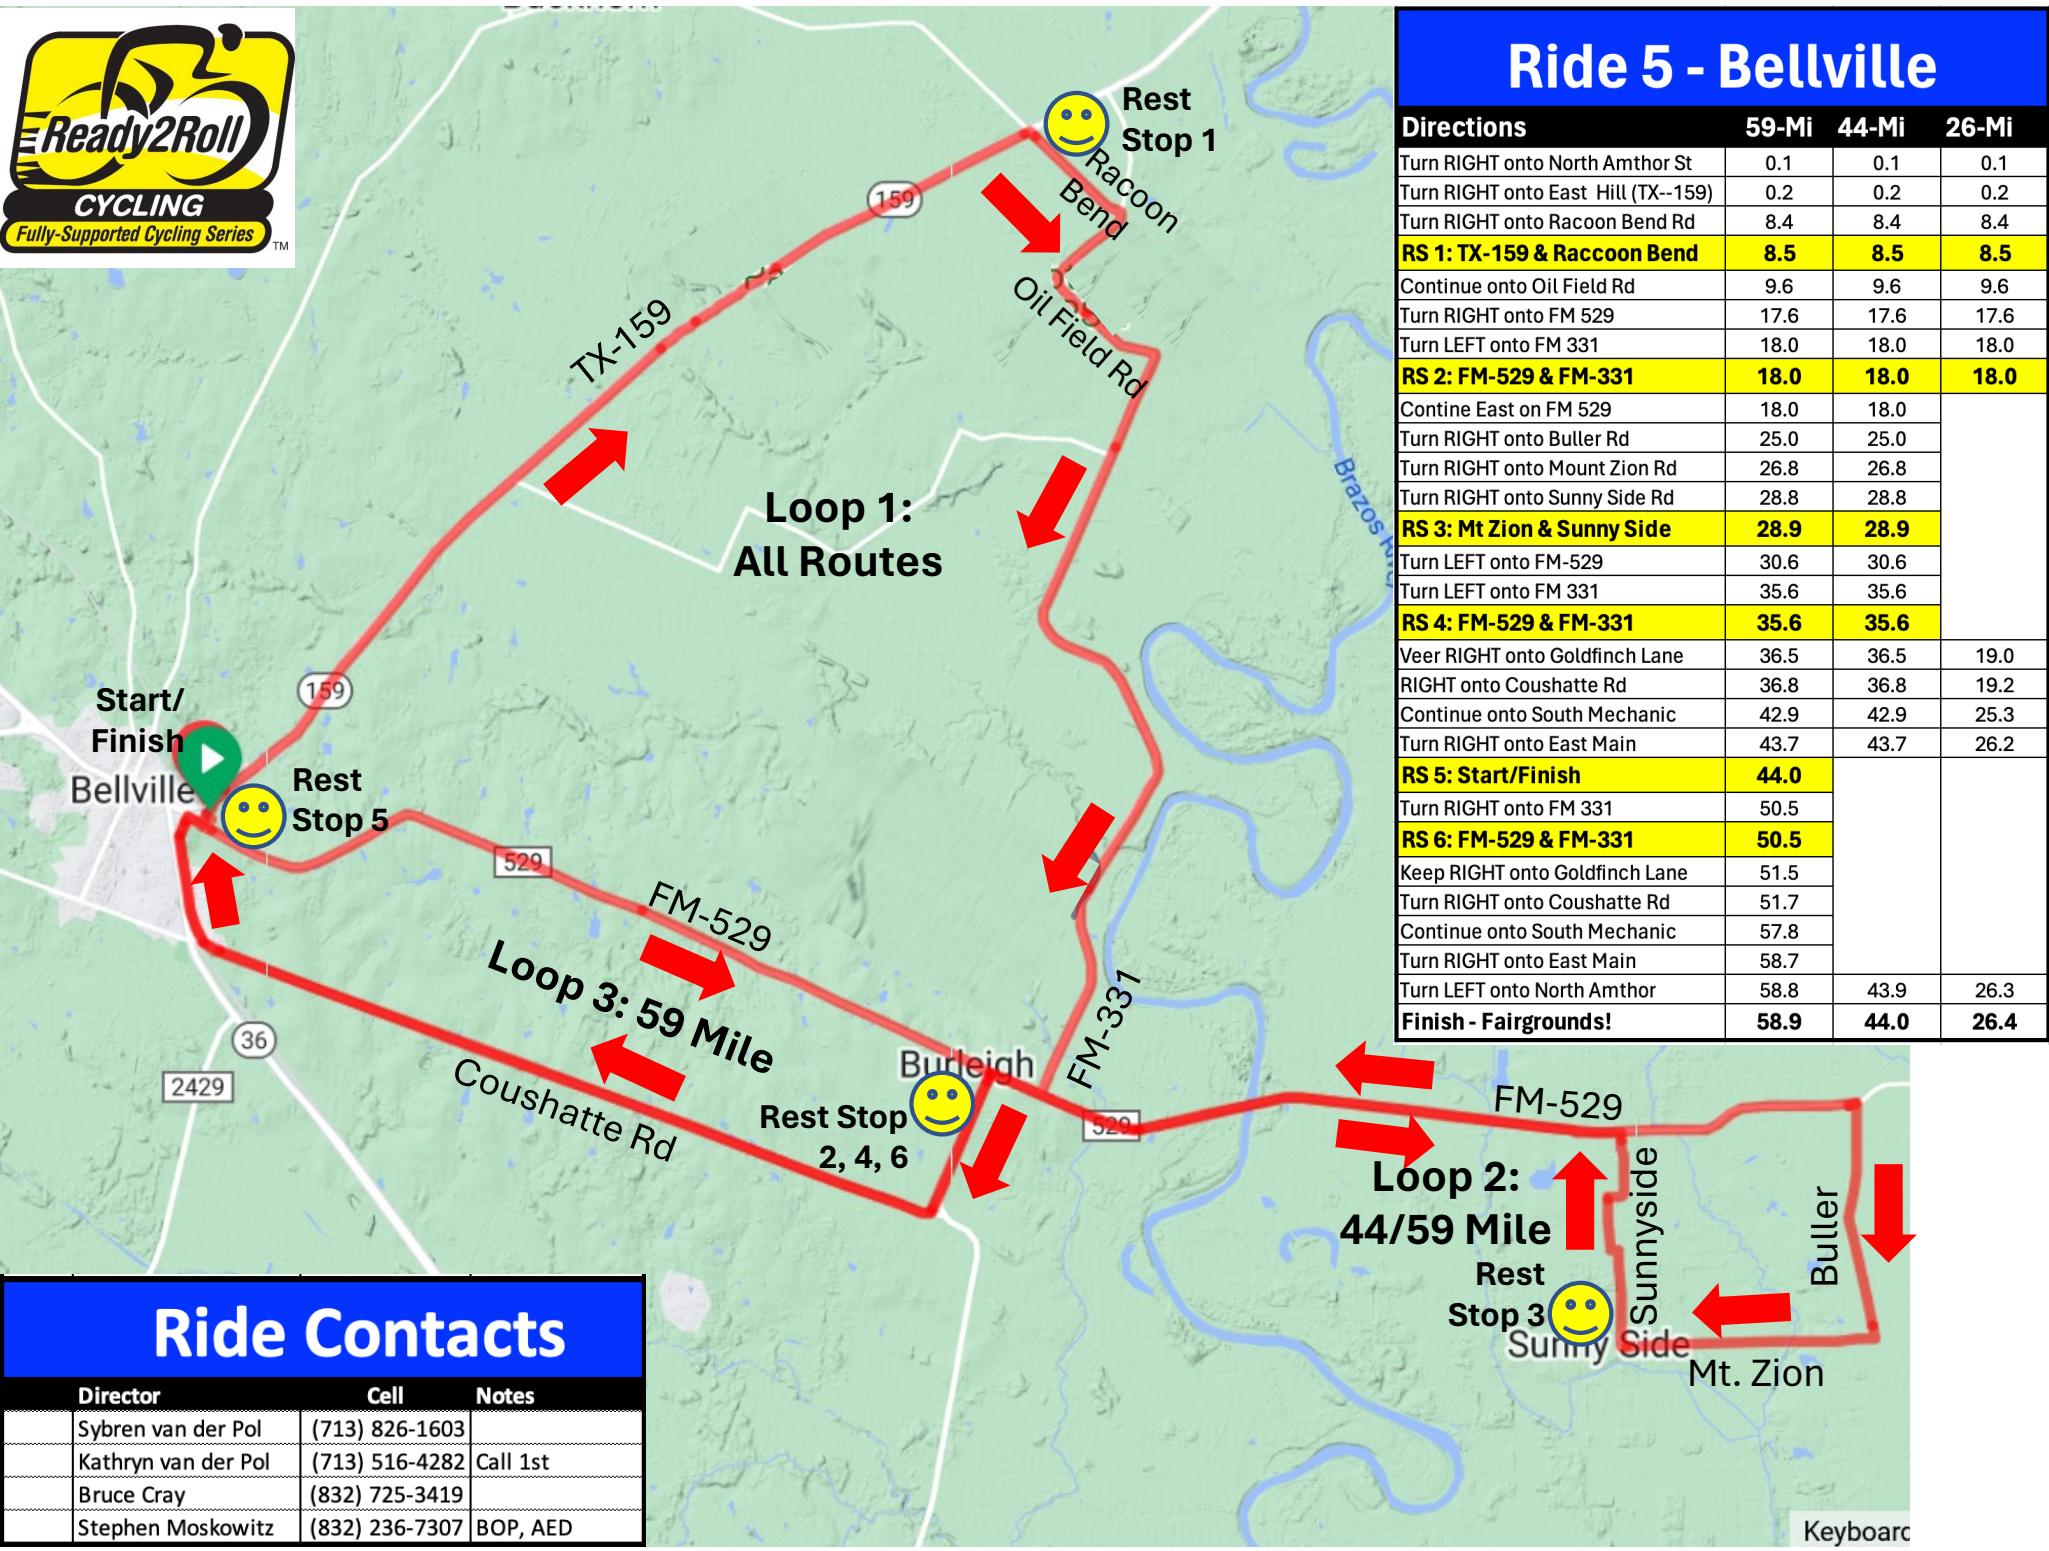 Ready2Roll
CYCLING
Fully-Supported Cycling Series
TM
Rest
Stop 1
Racoon
Bend
159
Oil Field Rd
TX-159
Loop 1:
All Routes
Brazos
159
Start/
Finish
Bellville
Rest
Stop 5
529
FM-529
Loop 3: 59 Mile
FM-331
36
Burleigh
Coushatte Rd
2429
Rest Stop
2, 4, 6
529
FM-529
Loop 2:
44/59 Mile
Sunnyside
Buller
Rest
Stop 3
Sunny Side
Mt. Zion
Keyboard
Ride 5 - Bellville
Directions 59-Mi 44-Mi 26-Mi
Turn RIGHT onto North Amthor St 0.1 0.1 0.1
Turn RIGHT onto East Hill (TX--159) 0.2 0.2 0.2
Turn RIGHT onto Racoon Bend Rd 8.4 8.4 8.4
RS 1: TX-159 & Raccoon Bend 8.5 8.5 8.5
Continue onto Oil Field Rd 9.6 9.6 9.6
Turn RIGHT onto FM 529 17.6 17.6 17.6
Turn LEFT onto FM 331 18.0 18.0 18.0
RS 2: FM-529 & FM-331 18.0 18.0 18.0
Contine East on FM 529 18.0 18.0
Turn RIGHT onto Buller Rd 25.0 25.0
Turn RIGHT onto Mount Zion Rd 26.8 26.8
Turn RIGHT onto Sunny Side Rd 28.8 28.8
RS 3: Mt Zion & Sunny Side 28.9 28.9
Turn LEFT onto FM-529 30.6 30.6
Turn LEFT onto FM 331 35.6 35.6
RS 4: FM-529 & FM-331 35.6 35.6
Veer RIGHT onto Goldfinch Lane 36.5 36.5 19.0
RIGHT onto Coushatte Rd 36.8 36.8 19.2
Continue onto South Mechanic 42.9 42.9 25.3
Turn RIGHT onto East Main 43.7 43.7 26.2
RS 5: Start/Finish 44.0
Turn RIGHT onto FM 331 50.5
RS 6: FM-529 & FM-331 50.5
Keep RIGHT onto Goldfinch Lane 51.5
Turn RIGHT onto Coushatte Rd 51.7
Continue onto South Mechanic 57.8
Turn RIGHT onto East Main 58.7
Turn LEFT onto North Amthor 58.8 43.9 26.3
Finish - Fairgrounds! 58.9 44.0 26.4
Ride Contacts
Director Cell Notes
Sybren van der Pol (713) 826-1603
Kathryn van der Pol (713) 516-4282 Call 1st
Bruce Cray (832) 725-3419
Stephen Moskowitz (832) 236-7307 BOP, AED